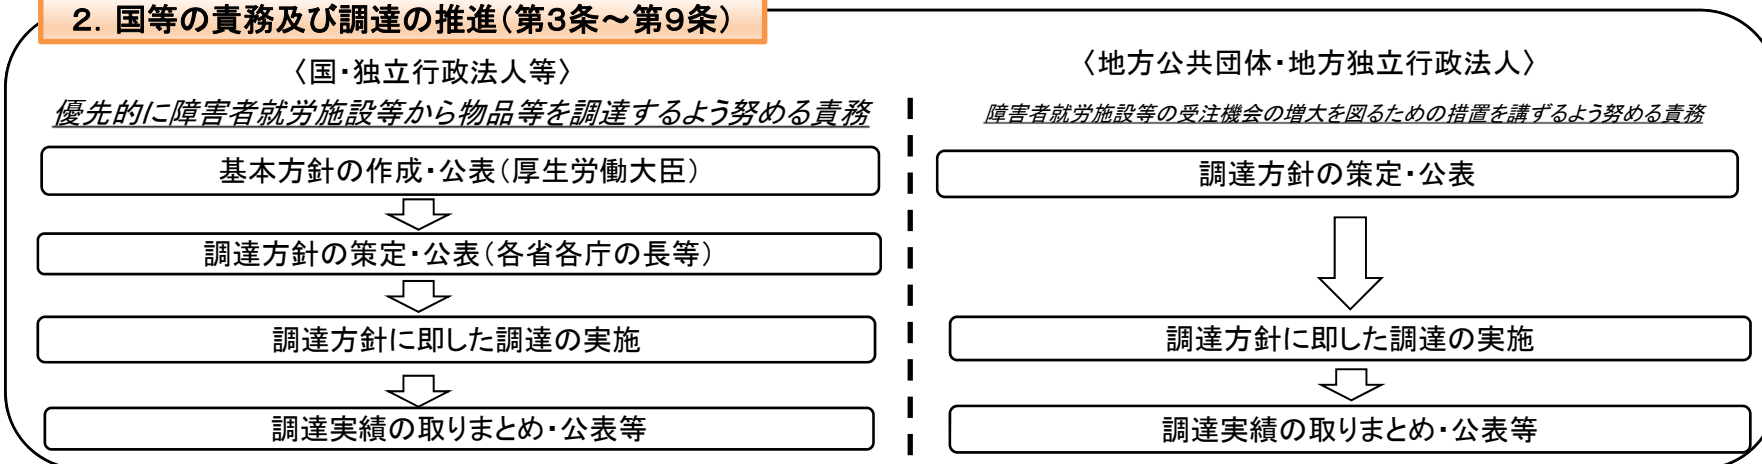 ２．国等の責務及び調達の推進（第３条～第９条）
〈国・独立行政法人等〉
優先的に障害者就労施設等から物品等を調達するよう努める責務
基本方針の作成・公表（厚生労働大臣）
調達方針の策定・公表（各省各庁の長等）
調達方針に即した調達の実施
調達実績の取りまとめ・公表等
〈地方公共団体・地方独立行政法人〉
障害者就労施設等の受注機会の増大を図るための措置を講ずるよう努める責務
調達方針の策定・公表
調達方針に即した調達の実施
調達実績の取りまとめ・公表等